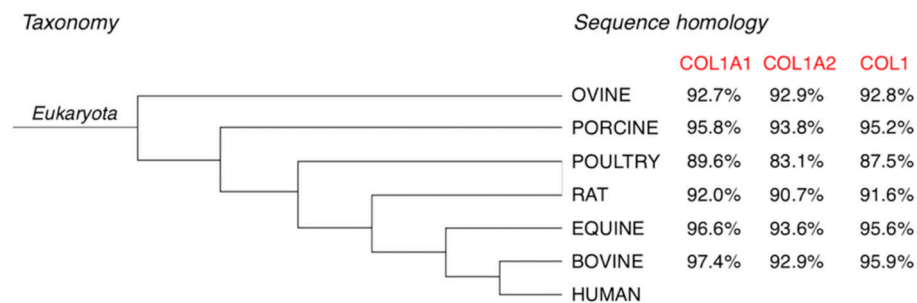 Taxonomy Sequence homology
COL1A1 COL1A2 COL1
Eukaryota
OVINE 92.7% 92.9% 92.8%
PORCINE 95.8% 93.8% 95.2%
POULTRY 89.6% 83.1% 87.5%
RAT 92.0% 90.7% 91.6%
EQUINE 96.6% 93.6% 95.6%
BOVINE 97.4% 92.9% 95.9%
HUMAN